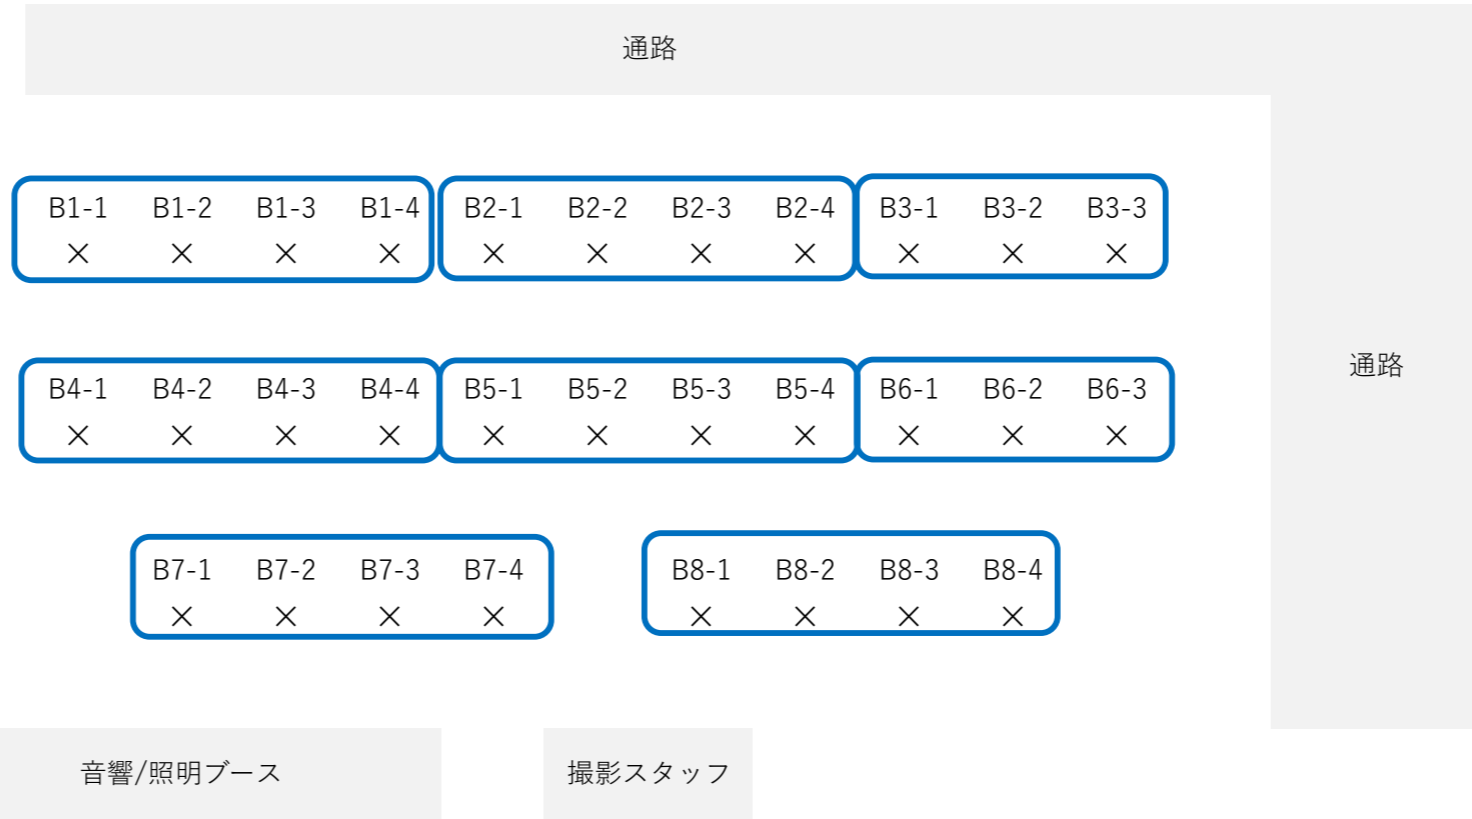 通路
B1-1 B1-2 B1-3 B1-4 B2-1 B2-2 B2-3 B2-4 B3-1 B3-2 B3-3
× × × × × × × × × × ×
通路
B4-1 B4-2 B4-3 B4-4 B5-1 B5-2 B5-3 B5-4 B6-1 B6-2 B6-3
× × × × × × × × × × ×
B7-1 B7-2 B7-3 B7-4 B8-1 B8-2 B8-3 B8-4
× × × × × × × ×
音響/照明ブース 撮影スタッフ